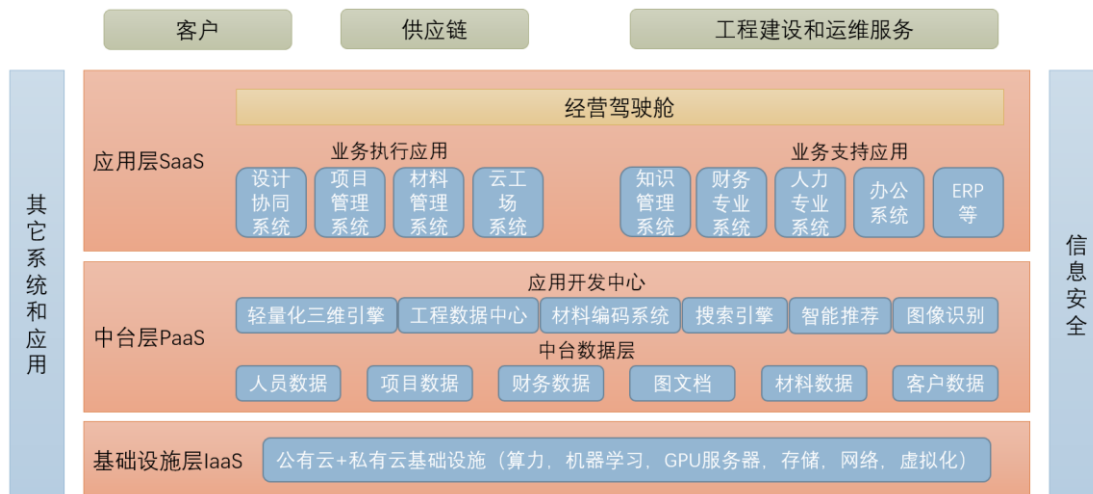 客户
供应链
工程建设和运维服务
其它系统和应用
应用层SaaS
经营驾驶舱
业务执行应用
设计
协同
系统
项目
管理
系统
材料
管理
系统
云工
场系统
业务支持应用
知识
管理
系统
财务
专业
系统
人力
专业
系统
办公
系统
ERP
等
中台层PaaS
应用开发中心
轻量化三维引擎
工程数据中心
材料编码系统
搜索引擎
智能推荐
图像识别
中台数据层
人员数据
项目数据
财务数据
图文档
材料数据
客户数据
基础设施层IaaS
公有云+私有云基础设施（算力，机器学习，GPU服务器，存储，网络，虚拟化）
信息安全